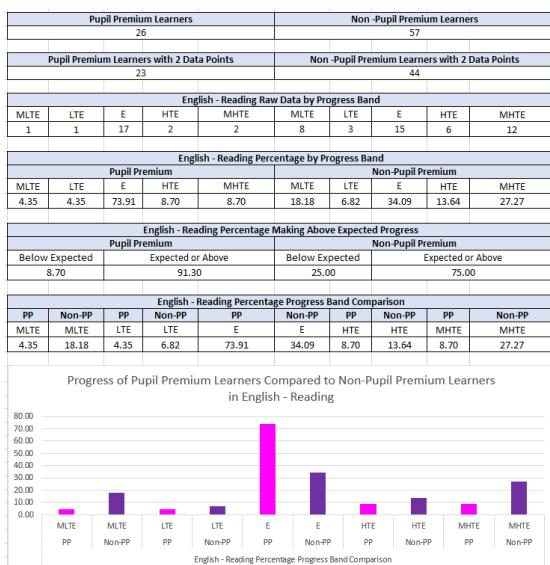 Pupil Premium Learners Non -Pupil Premium Learners
26 57
Pupil Premium Learners with 2 Data Points Non -Pupil Premium Learners with 2 Data Points
23 44
English - Reading Raw Data by Progress Band
MLTE LTE E HTE MHTE MLTE LTE E HTE MHTE
1 1 17 2 2 8 3 15 6 12
English - Reading Percentage by Progress Band
Pupil Premium Non-Pupil Premium
MLTE LTE E HTE MHTE MLTE LTE E HTE MHTE
4.35 4.35 73.91 8.70 8.70 18.18 6.82 34.09 13.64 27.27
English - Reading Percentage Making Above Expected Progress
Pupil Premium Non-Pupil Premium
Below Expected Expected or Above Below Expected Expected or Above
8.70 91.30 25.00 75.00
English - Reading Percentage Progress Band Comparison
PP Non-PP PP Non-PP PP Non-PP PP Non-PP PP Non-PP
MLTE MLTE LTE LTE E E HTE HTE MHTE MHTE
4.35 18.18 4.35 6.82 73.91 34.09 8.70 13.64 8.70 27.27
Progress of Pupil Premium Learners Compared to Non-Pupil Premium Learners
in English - Reading
80.00
70.00
60.00
50.00
40.00
30.00
20.00
10.00
0.00
MLTE MLTE LTE LTE E E HTE HTE MHTE MHTE
PP Non-PP PP Non-PP PP Non-PP PP Non-PP PP Non-PP
English - Reading Percentage Progress Band Comparison